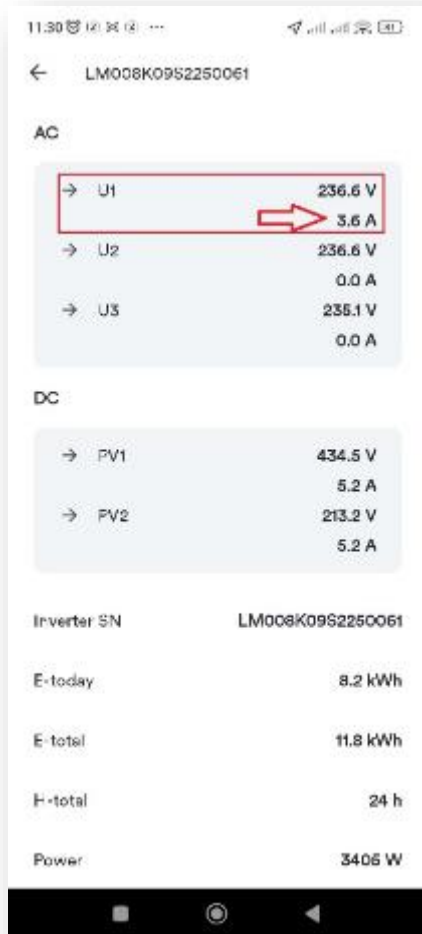 11:30
← LM008K09S2250061
AC
→ U1 236.6 V
3.6 A
→ U2 236.6 V
0.0 A
→ U3 235.1 V
0.0 A
DC
→ PV1 434.5 V
5.2 A
→ PV2 213.2 V
5.2 A
Inverter SN LM008K09S2250061
E-today 8.2 kWh
E-total 11.8 kWh
H-total 24 h
Power 3406 W